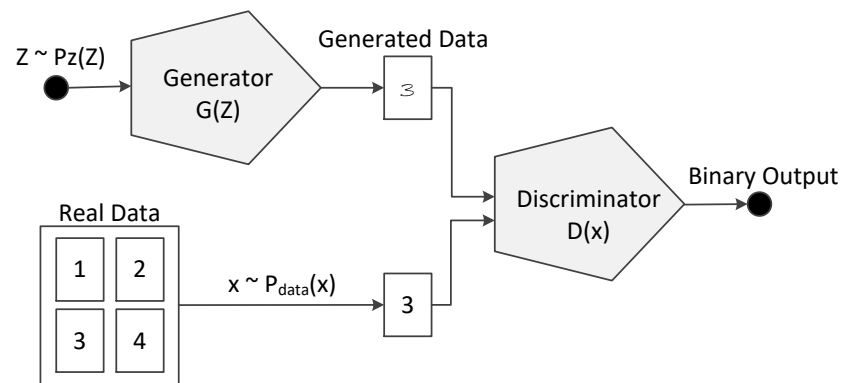 Z ~ Pz(Z)
Generator
G(Z)
Generated Data
3
Discriminator
D(x)
Binary Output
Real Data
1 2
3 4
x ~ Pdata(x)
3